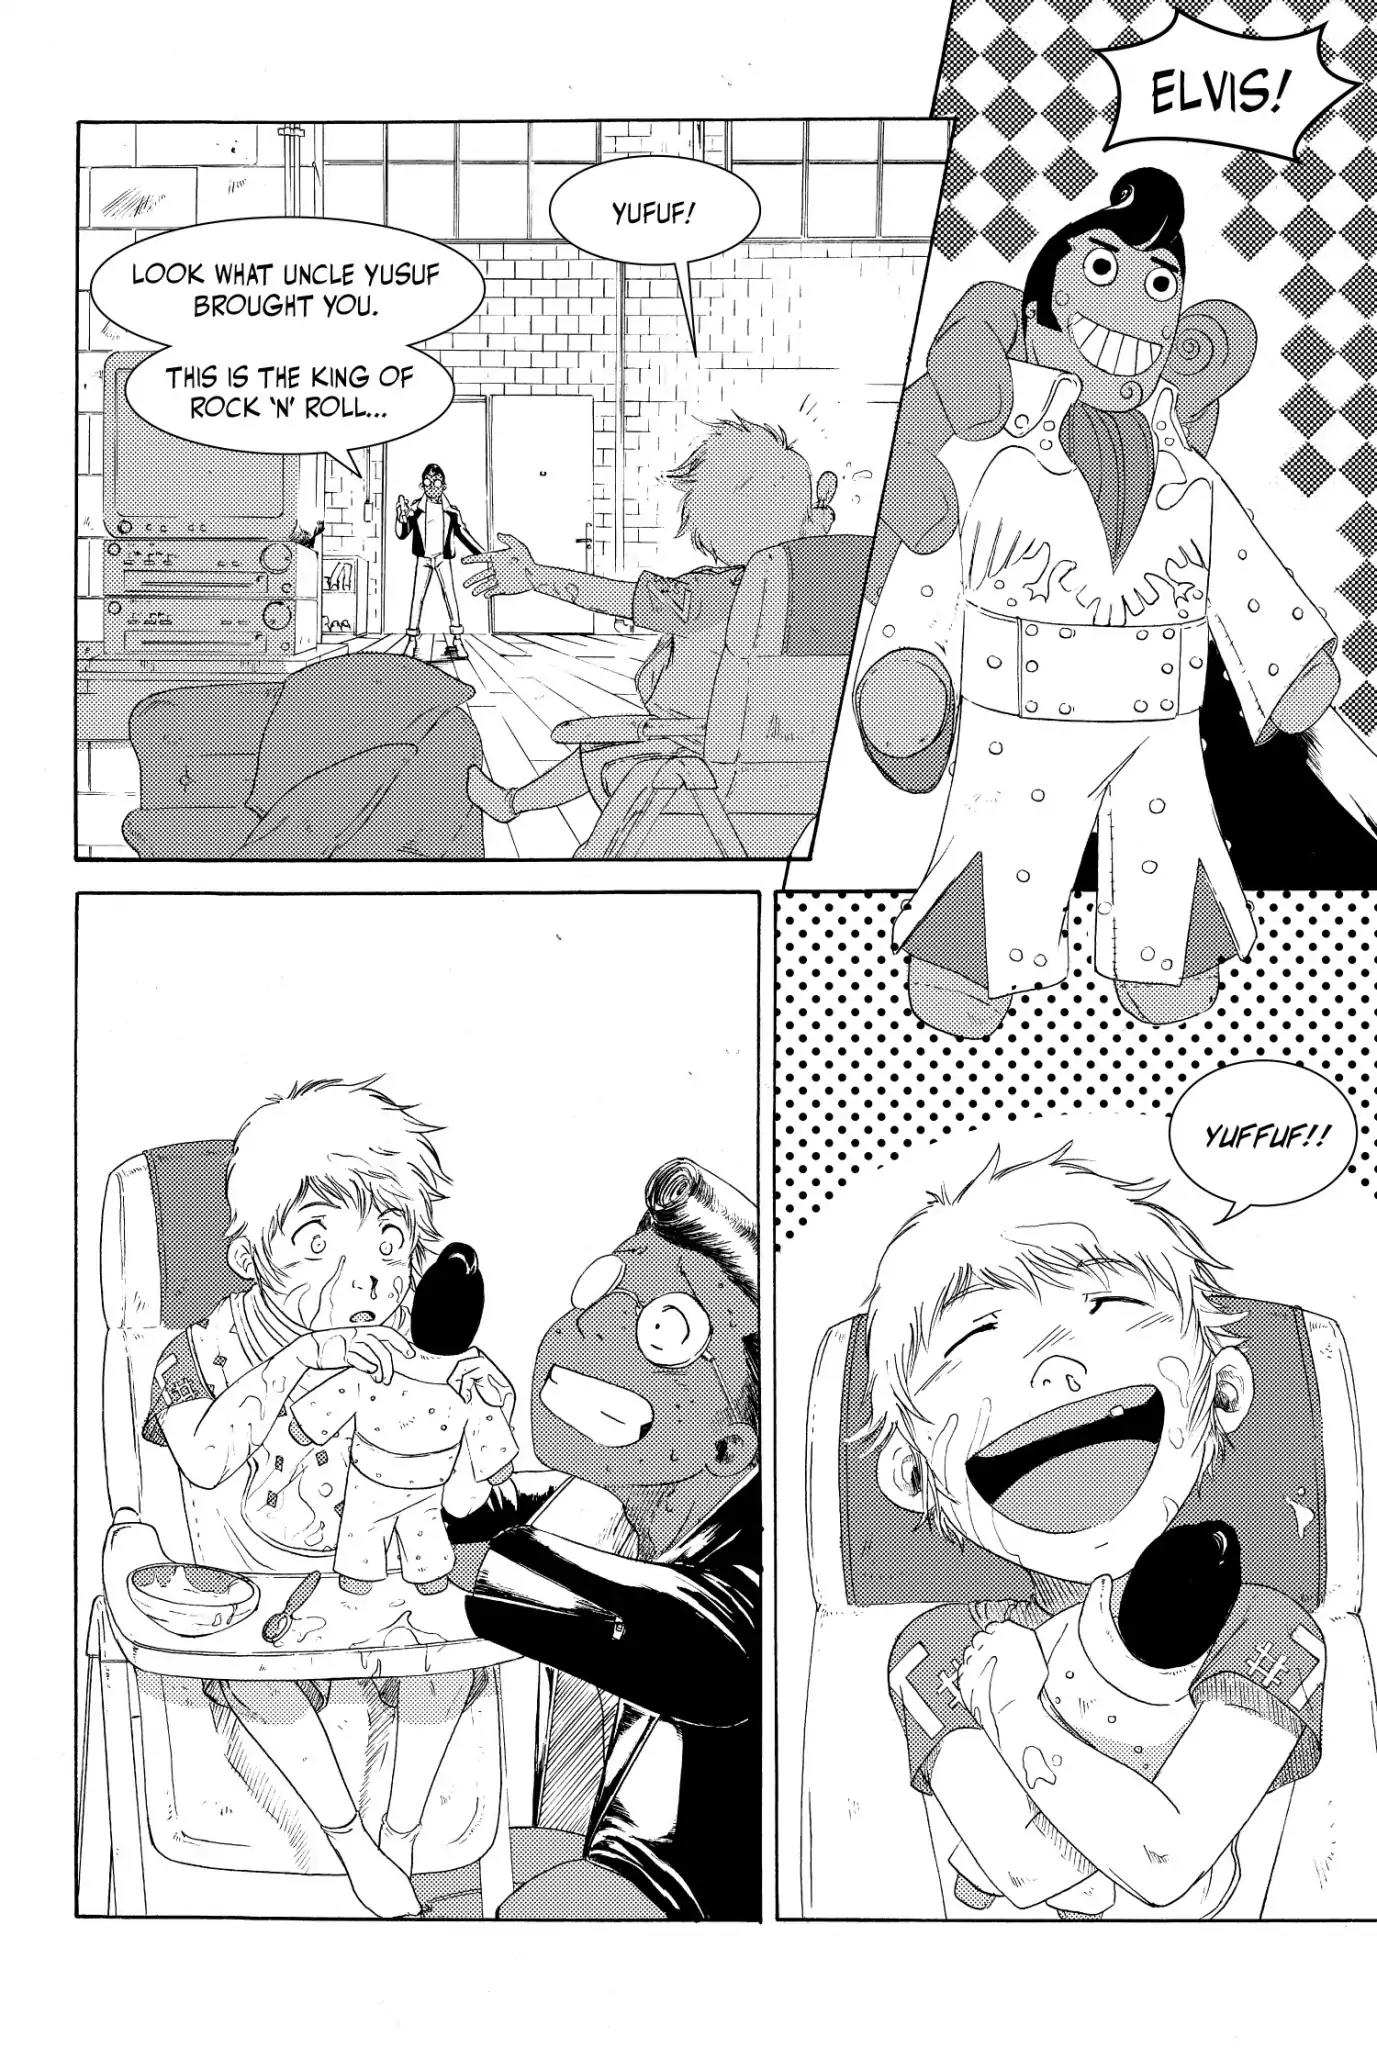 YUFUF!
LOOK WHAT UNCLE YUSUF
BROUGHT YOU.
THIS IS THE KING OF
ROCK 'N' ROLL...
ELVIS!
YUFFUF!!